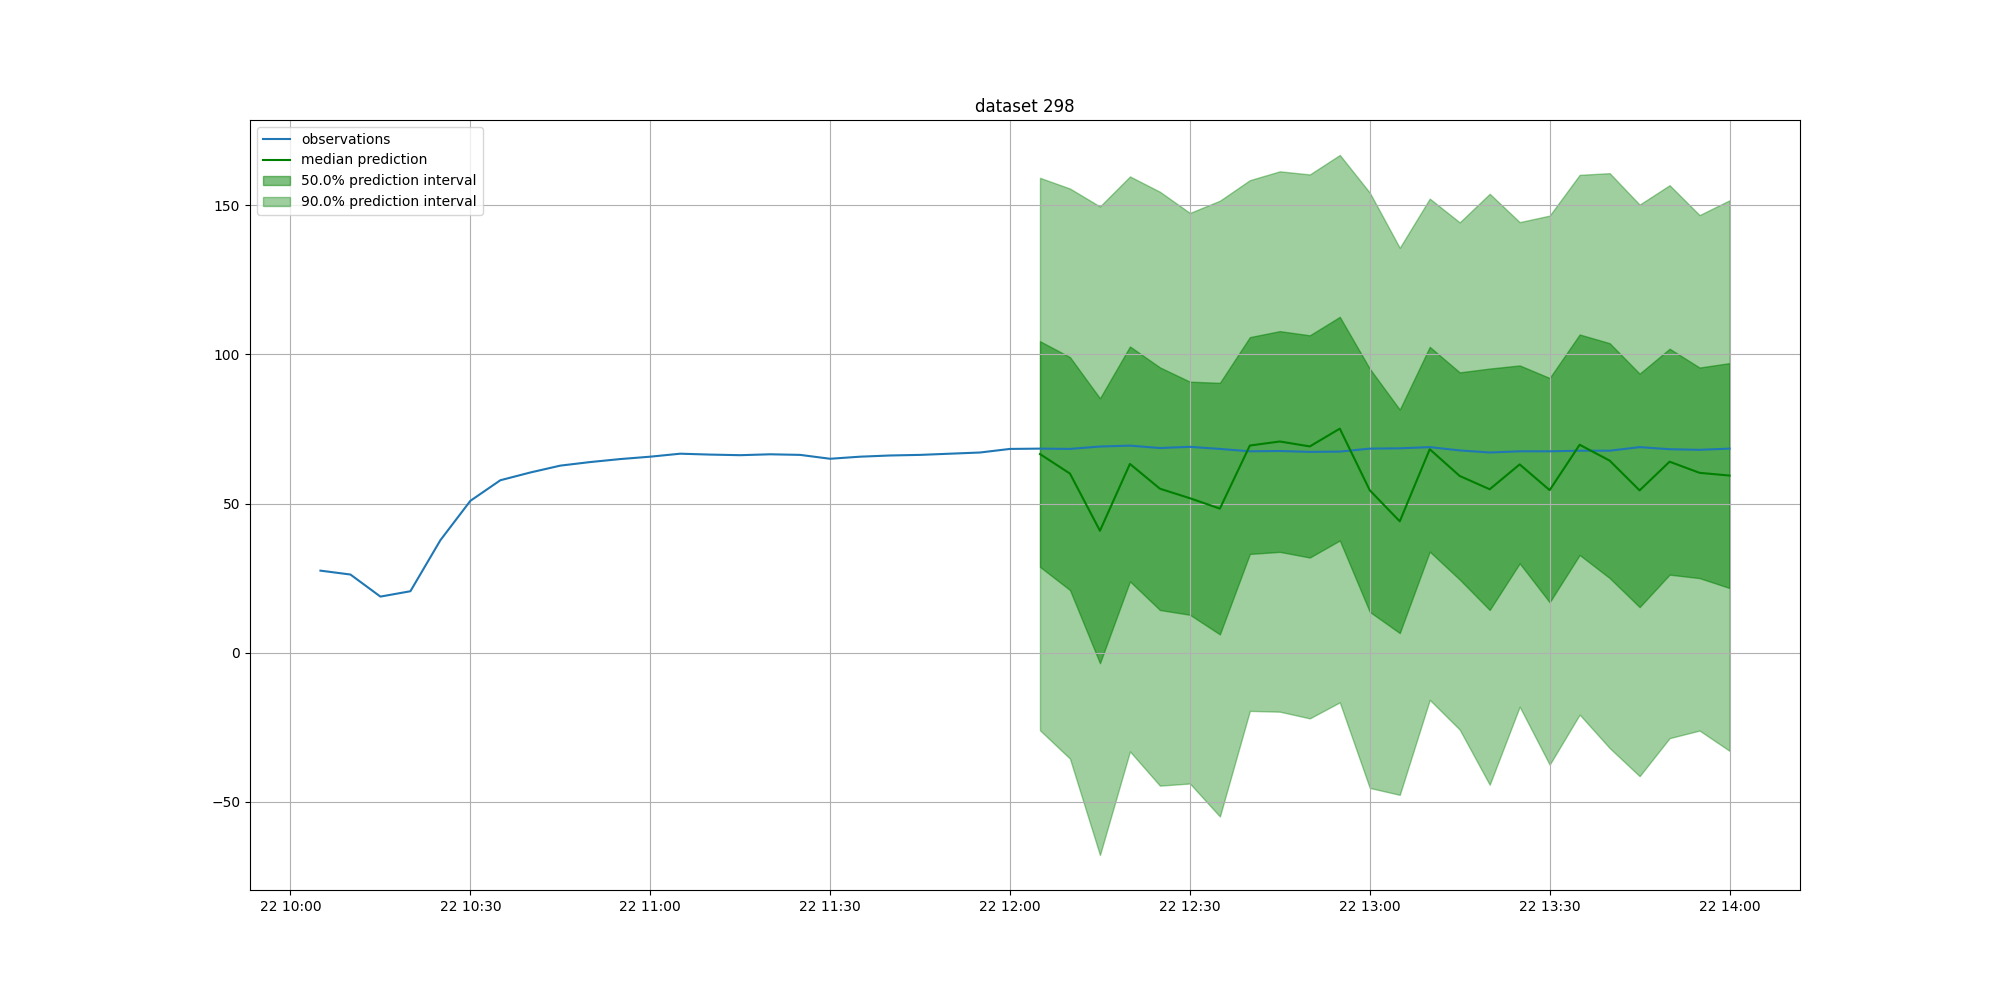 dataset 298
observations
median prediction
50.0% prediction interval
90.0% prediction interval
150
100
50
0
−50
22 10:00
22 10:30
22 11:00
22 11:30
22 12:00
22 12:30
22 13:00
22 13:30
22 14:00